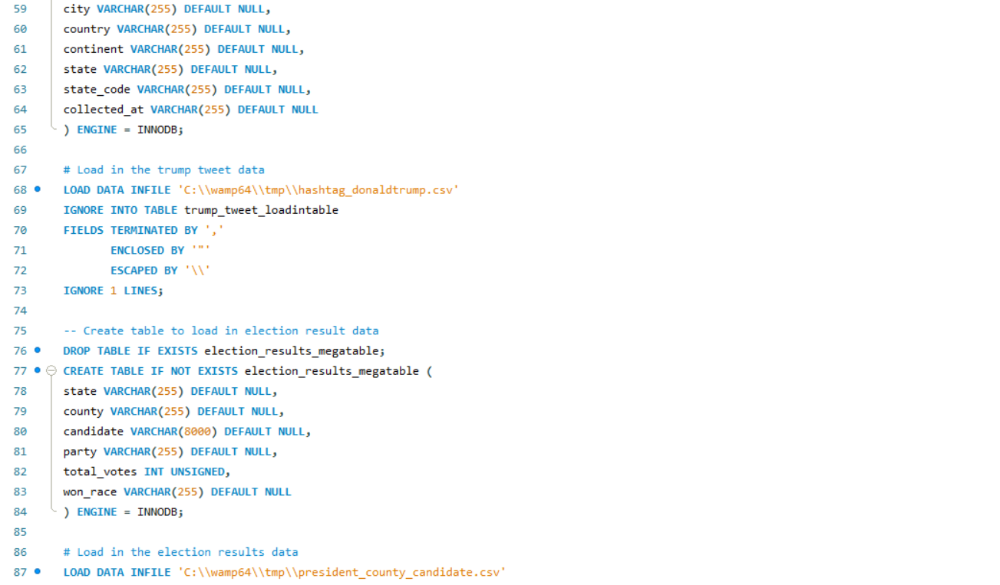 59 city VARCHAR(255) DEFAULT NULL,
60 country VARCHAR(255) DEFAULT NULL,
61 continent VARCHAR(255) DEFAULT NULL,
62 state VARCHAR(255) DEFAULT NULL,
63 state_code VARCHAR(255) DEFAULT NULL,
64 collected_at VARCHAR(255) DEFAULT NULL
65 ) ENGINE = INNODB;
66
67 # Load in the trump tweet data
68 LOAD DATA INFILE 'C:\\wamp64\\tmp\\hashtag_donaldtrump.csv'
69 IGNORE INTO TABLE trump_tweet_loadintable
70 FIELDS TERMINATED BY ','
71 ENCLOSED BY '"'
72 ESCAPED BY '\\'
73 IGNORE 1 LINES;
74
75 -- Create table to load in election result data
76 DROP TABLE IF EXISTS election_results_megatable;
77 CREATE TABLE IF NOT EXISTS election_results_megatable (
78 state VARCHAR(255) DEFAULT NULL,
79 county VARCHAR(255) DEFAULT NULL,
80 candidate VARCHAR(8000) DEFAULT NULL,
81 party VARCHAR(255) DEFAULT NULL,
82 total_votes INT UNSIGNED,
83 won_race VARCHAR(255) DEFAULT NULL
84 ) ENGINE = INNODB;
85
86 # Load in the election results data
87 LOAD DATA INFILE 'C:\\wamp64\\tmp\\president_county_candidate.csv'